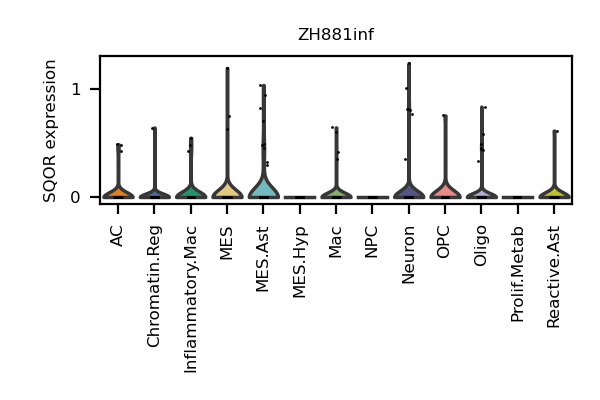 ZH881inf
SQOR expression
1
0
AC
Chromatin.Reg
Inflammatory.Mac
MES
MES.Ast
MES.Hyp
Mac
NPC
Neuron
OPC
Oligo
Prolif.Metab
Reactive.Ast